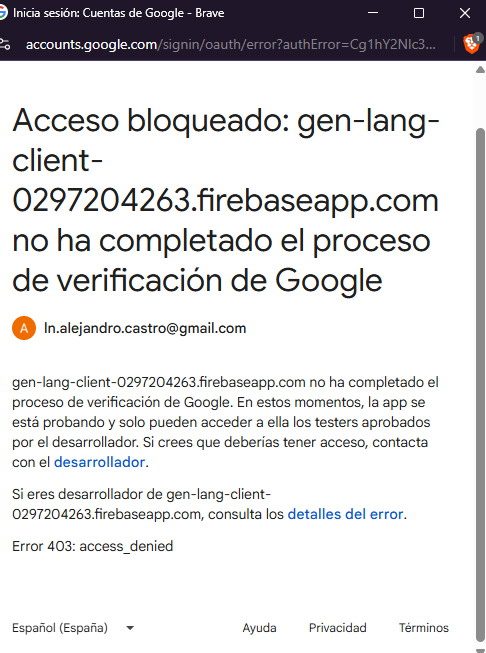 Inicia sesión: Cuentas de Google - Brave
accounts.google.com/signin/oauth/error?authError=Cg1hY2Nlc3...
1
Acceso bloqueado: gen-lang-
client-
0297204263.firebaseapp.com
no ha completado el proceso
de verificación de Google
A
ln.alejandro.castro@gmail.com
gen-lang-client-0297204263.firebaseapp.com no ha completado el
proceso de verificación de Google. En estos momentos, la app se
está probando y solo pueden acceder a ella los testers aprobados
por el desarrollador. Si crees que deberías tener acceso, contacta
con el desarrollador.
Si eres desarrollador de gen-lang-client-
0297204263.firebaseapp.com, consulta los detalles del error.
Error 403: access_denied
Español (España)
Ayuda
Privacidad
Términos